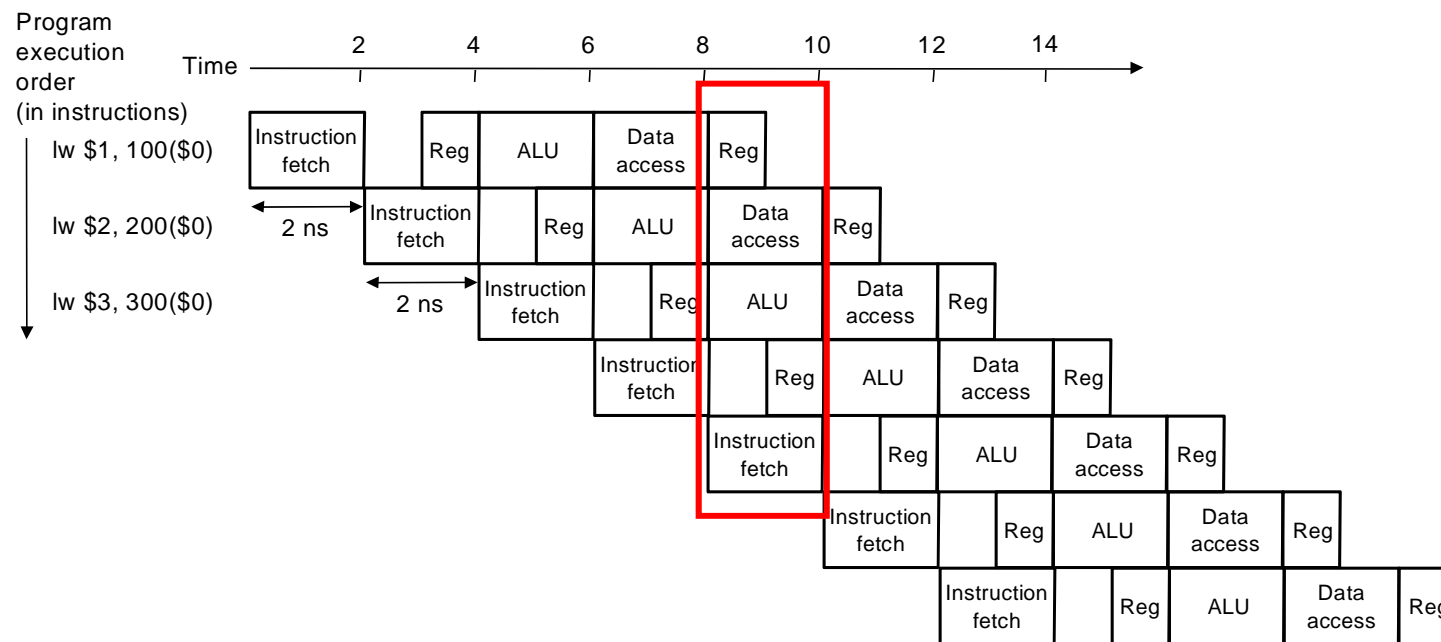 Program
execution
order
(in instructions)
Time
2 4 6 8 10 12 14
lw $1, 100($0)
Instruction
fetch
Reg
ALU
Data
access
Reg
2 ns
lw $2, 200($0)
Instruction
fetch
Reg
ALU
Data
access
Reg
2 ns
lw $3, 300($0)
Instruction
fetch
Reg
ALU
Data
access
Reg
Instruction
fetch
Reg
ALU
Data
access
Reg
Instruction
fetch
Reg
ALU
Data
access
Reg
Instruction
fetch
Reg
ALU
Data
access
Reg
Instruction
fetch
Reg
ALU
Data
access
Reg